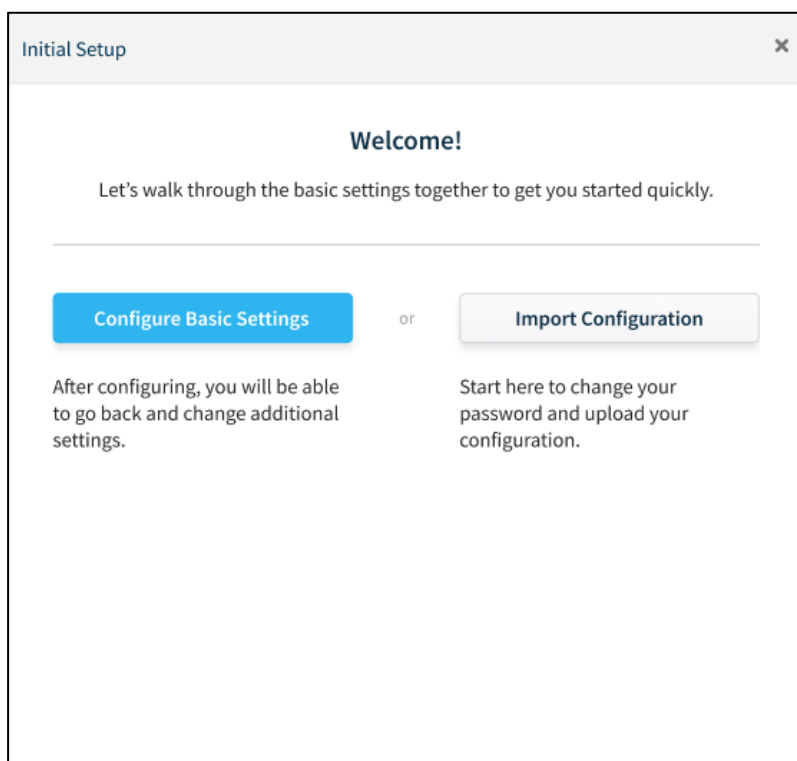 Initial Setup
Welcome!
Let’s walk through the basic settings together to get you started quickly.
Configure Basic Settings
or
Import Configuration
After configuring, you will be able
to go back and change additional
settings.
Start here to change your
password and upload your
configuration.